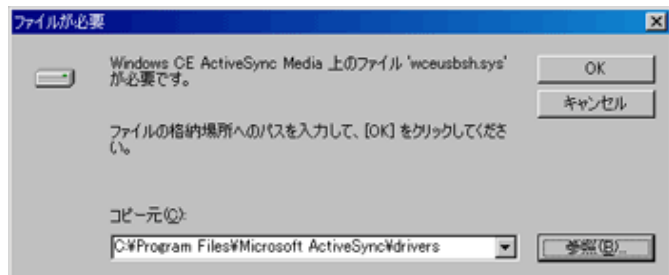 ファイルが必要
Windows CE ActiveSync Media 上のファイル 'wceusbsh.sys'
が必要です。
OK
キャンセル
ファイルの格納場所へのパスを入力して、[OK] をクリックしてくださ
い。
コピー元(C):
C:¥Program Files¥Microsoft ActiveSync¥drivers
参照(B)...